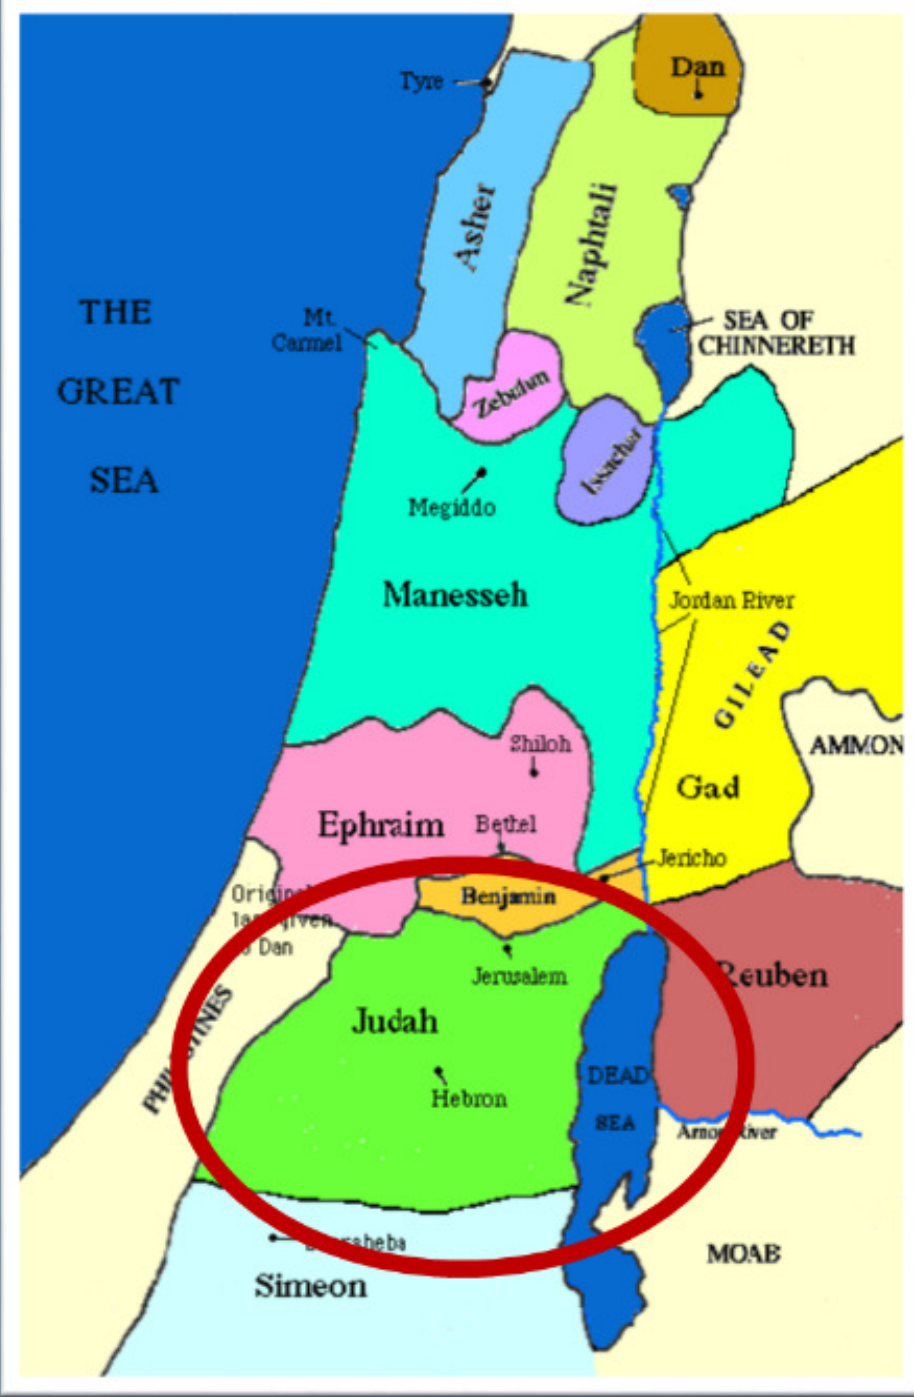 Dan
Tyre
Asher
Naphtali
THE
GREAT
SEA
Mt.
Carmel
SEA OF
CHINNERETH
Zebulun
Issachar
Megiddo
Manesseh
Jordan River
GILEAD
Shiloh
AMMON
Gad
Ephraim
Bethel
Jericho
Benjamin
Dan
Jerusalem
Reuben
Judah
Hebron
DEAD
SEA
River
MOAB
Simeon